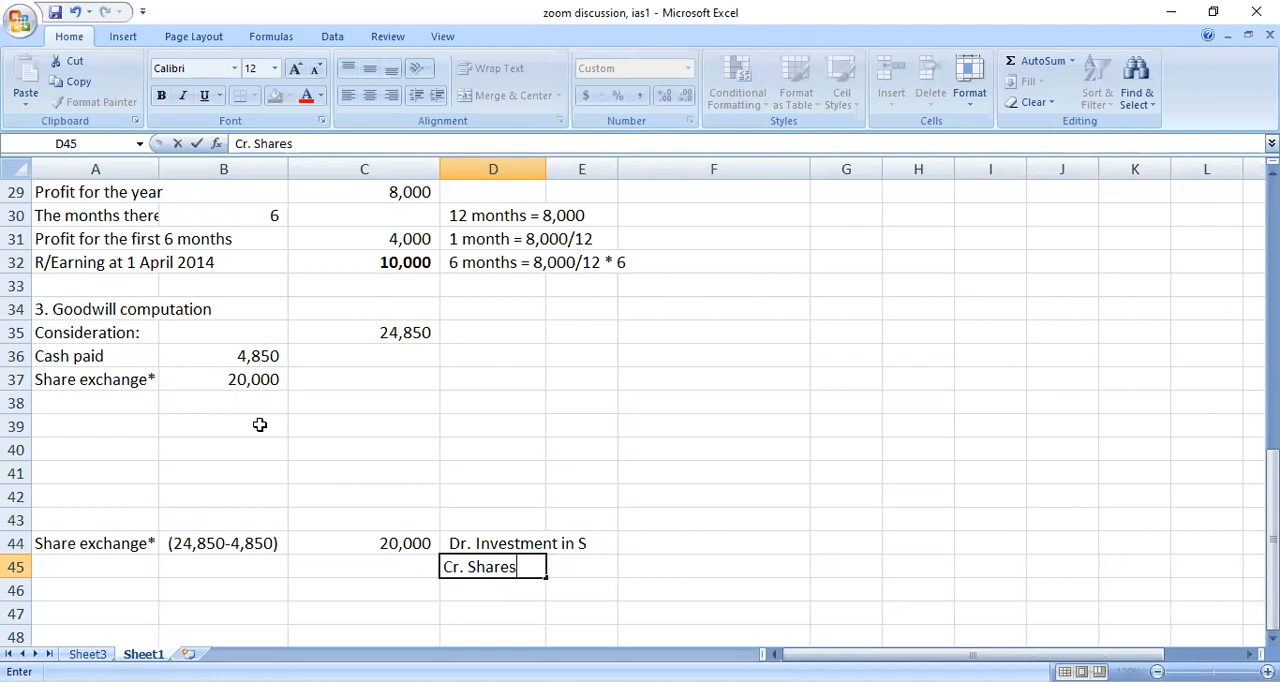 zoom discussion, ias1 - Microsoft Excel
Home Insert Page Layout Formulas Data Review View
Paste Cut Copy Format Painter
Calibri 12 A A
B I U A
Wrap Text
Merge & Center
Custom
$ % ,
Conditional Formatting Format as Table Cell Styles
Insert Delete Format
Σ AutoSum Fill Clear
Sort & Filter Find & Select
Clipboard Font Alignment Number Styles Cells Editing
D45 fx Cr. Shares
A B C D E F G H I J K L
29 Profit for the year 8,000
30 The months there 6 12 months = 8,000
31 Profit for the first 6 months 4,000 1 month = 8,000/12
32 R/Earning at 1 April 2014 10,000 6 months = 8,000/12 * 6
33
34 3. Goodwill computation
35 Consideration: 24,850
36 Cash paid 4,850
37 Share exchange* 20,000
38
39
40
41
42
43
44 Share exchange* (24,850-4,850) 20,000 Dr. Investment in S
45 Cr. Shares
46
47
48
Sheet3 Sheet1
Enter